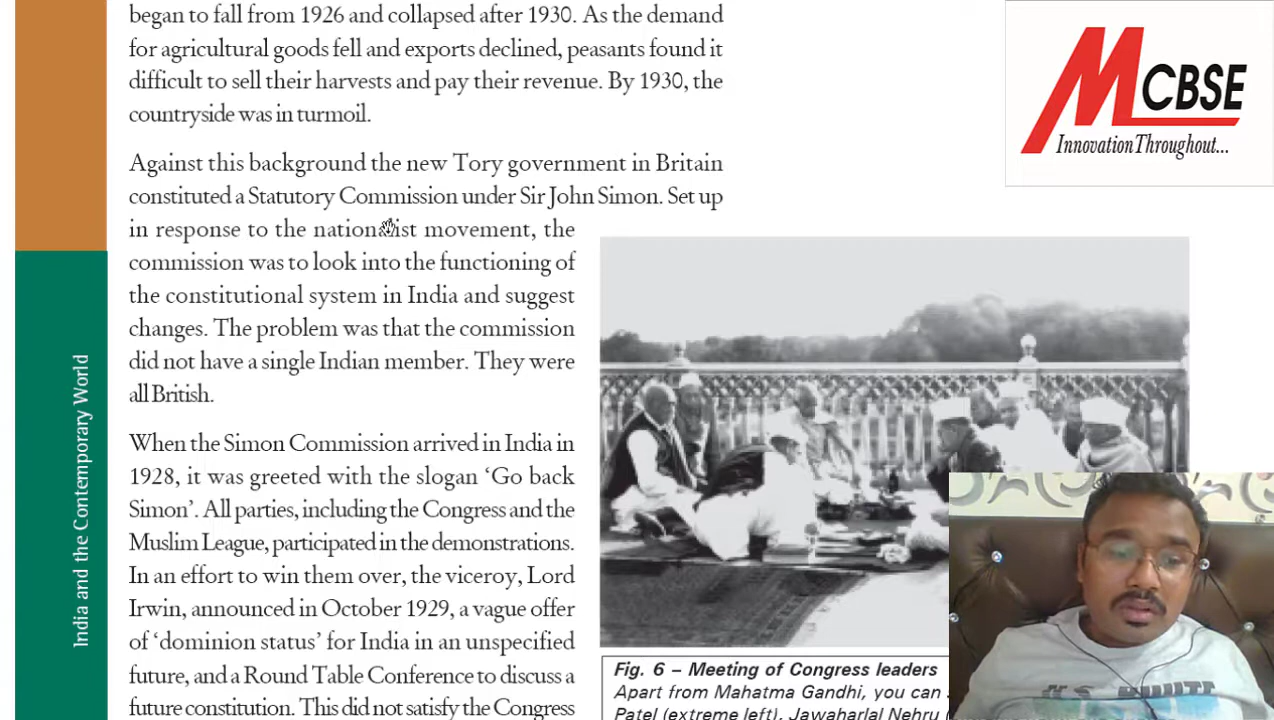 began to fall from 1926 and collapsed after 1930. As the demand
for agricultural goods fell and exports declined, peasants found it
difficult to sell their harvests and pay their revenue. By 1930, the
countryside was in turmoil.
Against this background the new Tory government in Britain
constituted a Statutory Commission under Sir John Simon. Set up
in response to the nationalist movement, the
commission was to look into the functioning of
the constitutional system in India and suggest
changes. The problem was that the commission
did not have a single Indian member. They were
all British.
When the Simon Commission arrived in India in
1928, it was greeted with the slogan ‘Go back
Simon’. All parties, including the Congress and the
Muslim League, participated in the demonstrations.
In an effort to win them over, the viceroy, Lord
Irwin, announced in October 1929, a vague offer
of ‘dominion status’ for India in an unspecified
future, and a Round Table Conference to discuss a
future constitution. This did not satisfy the Congress
India and the Contemporary World
MCBSE
Innovation Throughout...
Fig. 6 – Meeting of Congress leaders
Apart from Mahatma Gandhi, you can
Patel (extreme left), Jawaharlal Nehru